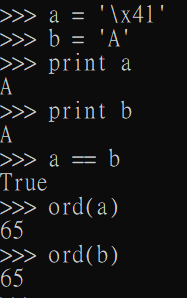 >>> a = '\x41'
>>> b = 'A'
>>> print a
A
>>> print b
A
>>> a == b
True
>>> ord(a)
65
>>> ord(b)
65